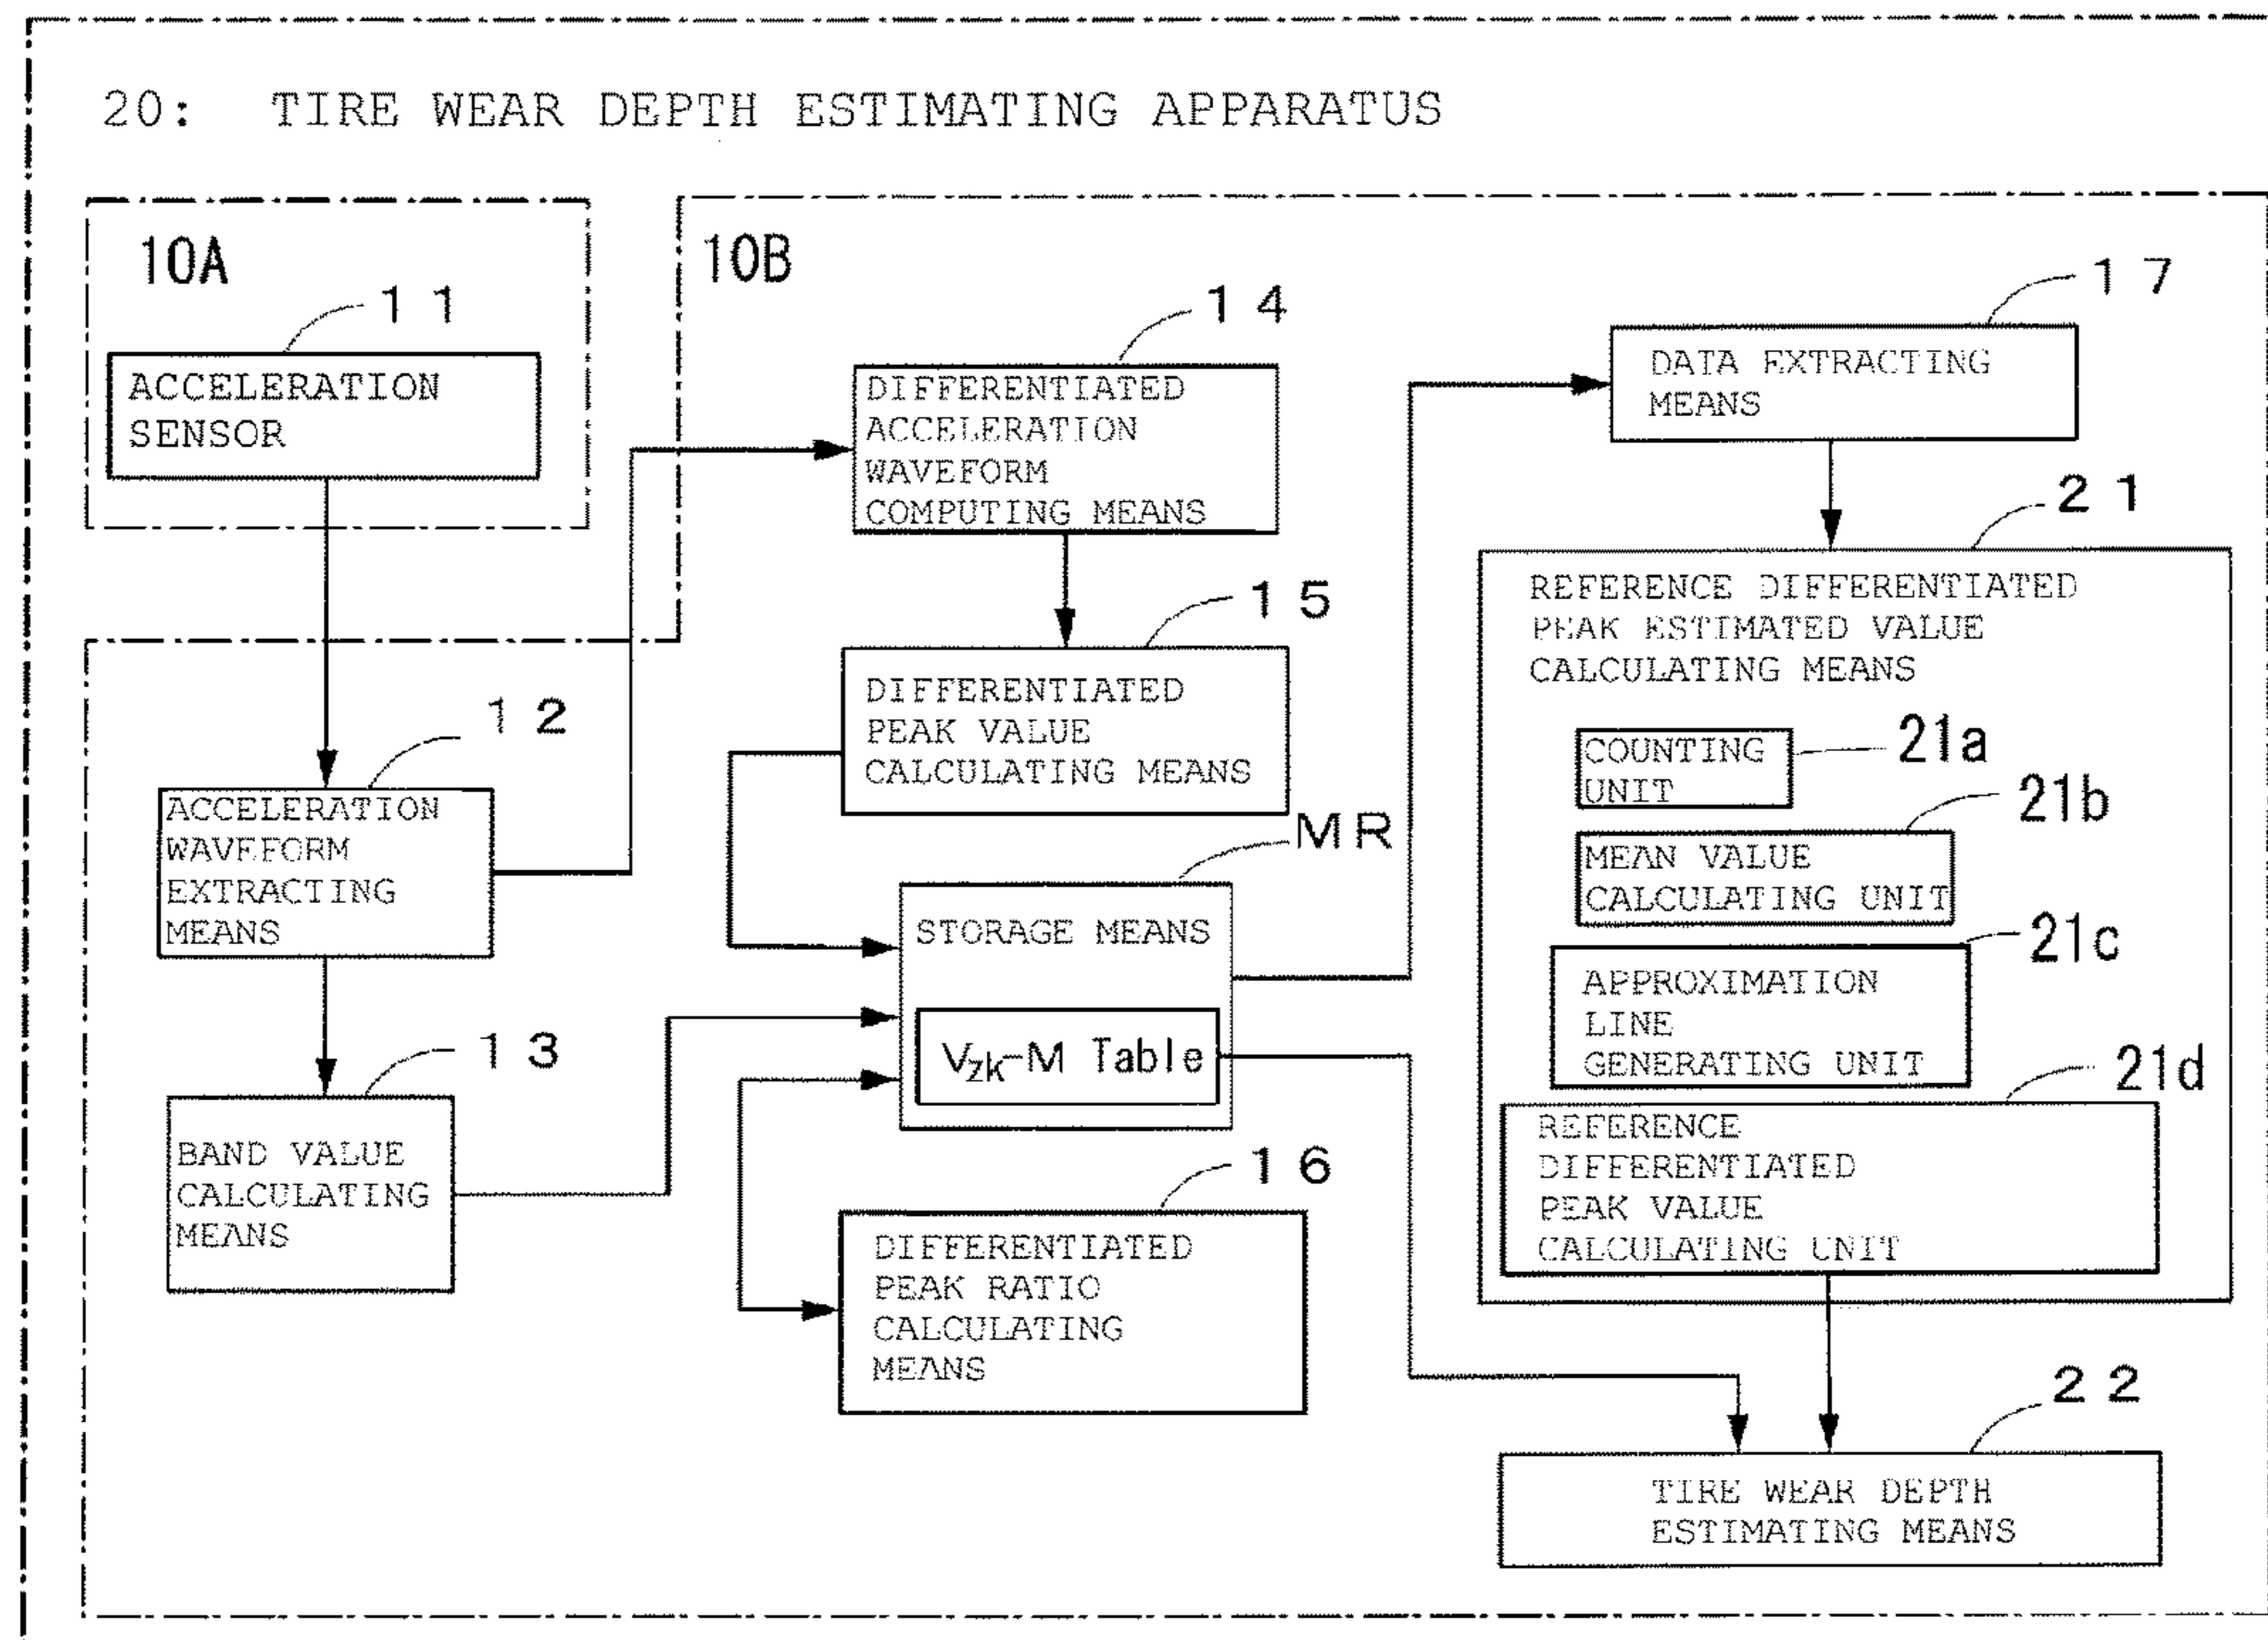 20: TIRE WEAR DEPTH ESTIMATING APPARATUS
10A
11
ACCELERATION
SENSOR
10B
14
DIFFERENTIATED
ACCELERATION
WAVEFORM
COMPUTING MEANS
17
DATA EXTRACTING
MEANS
15
DIFFERENTIATED
PEAK VALUE
CALCULATING MEANS
12
ACCELERATION
WAVEFORM
EXTRACTING
MEANS
13
BAND VALUE
CALCULATING
MEANS
MR
STORAGE MEANS
Vzk-M Table
16
DIFFERENTIATED
PEAK RATIO
CALCULATING
MEANS
21
REFERENCE DIFFERENTIATED
PEAK ESTIMATED VALUE
CALCULATING MEANS
21a
COUNTING
UNIT
21b
MEAN VALUE
CALCULATING UNIT
21c
APPROXIMATION
LINE
GENERATING UNIT
21d
REFERENCE
DIFFERENTIATED
PEAK VALUE
CALCULATING UNIT
22
TIRE WEAR DEPTH
ESTIMATING MEANS